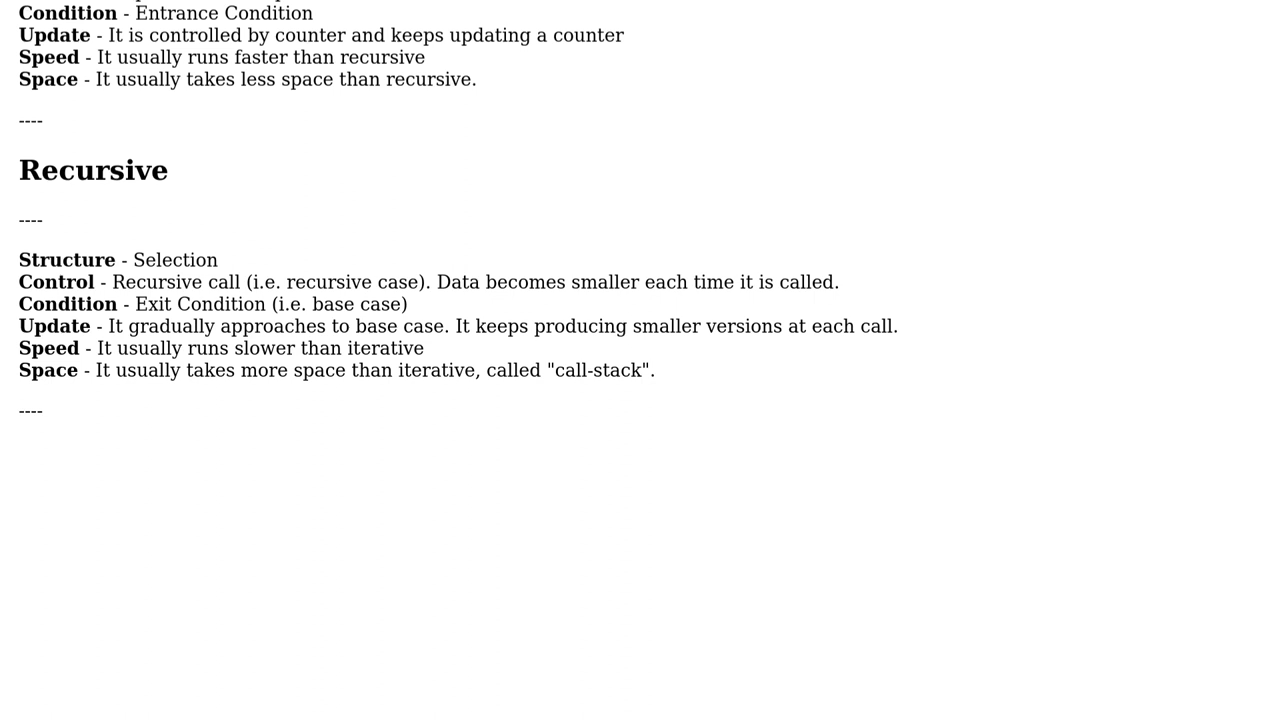 Condition - Entrance Condition
Update - It is controlled by counter and keeps updating a counter
Speed - It usually runs faster than recursive
Space - It usually takes less space than recursive.
----
Recursive
----
Structure - Selection
Control - Recursive call (i.e. recursive case). Data becomes smaller each time it is called.
Condition - Exit Condition (i.e. base case)
Update - It gradually approaches to base case. It keeps producing smaller versions at each call.
Speed - It usually runs slower than iterative
Space - It usually takes more space than iterative, called "call-stack".
----